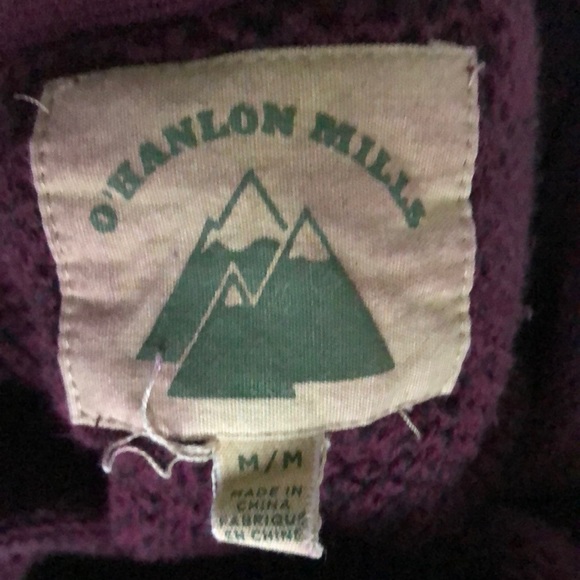 O'HANLON MILLS
M/M
MADE IN
CHINA
FABRIQUÉ
EN CHINE